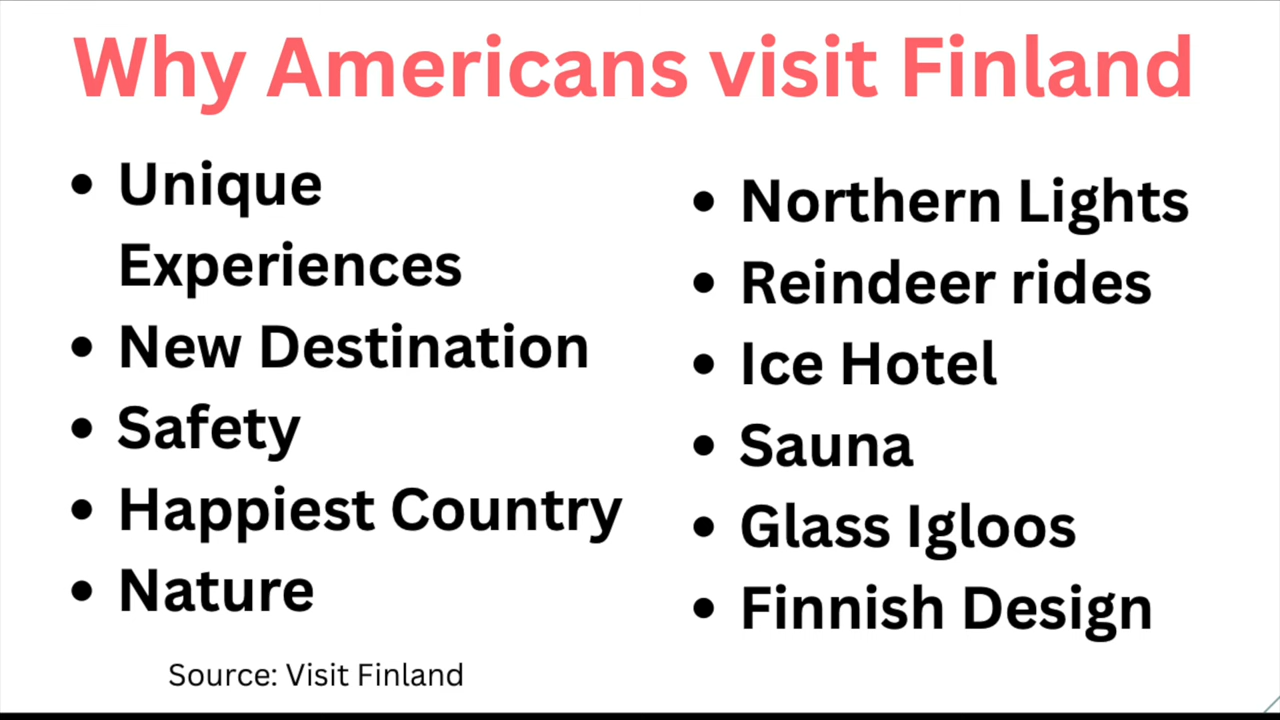 Why Americans visit Finland
• Unique
Experiences
• New Destination
• Safety
• Happiest Country
• Nature
• Northern Lights
• Reindeer rides
• Ice Hotel
• Sauna
• Glass Igloos
• Finnish Design
Source: Visit Finland